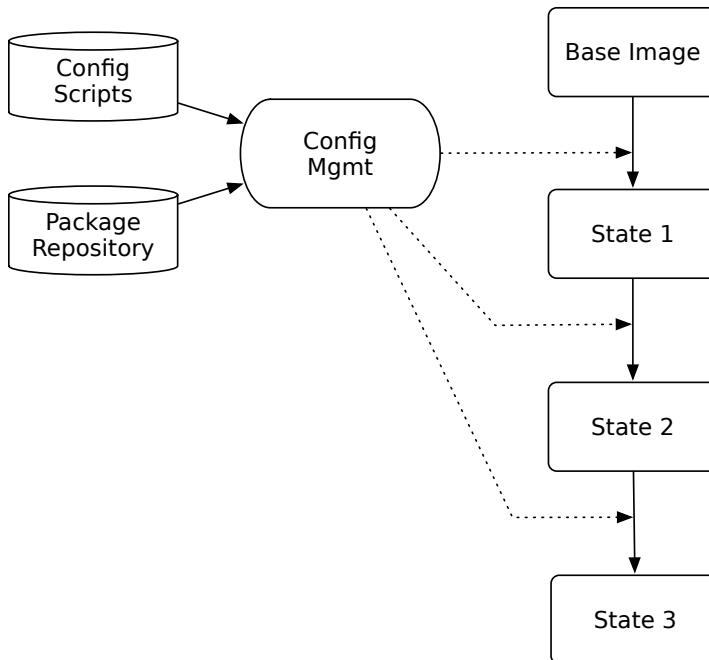 Config
Scripts
Package
Repository
Config
Mgmt
Base Image
State 1
State 2
State 3